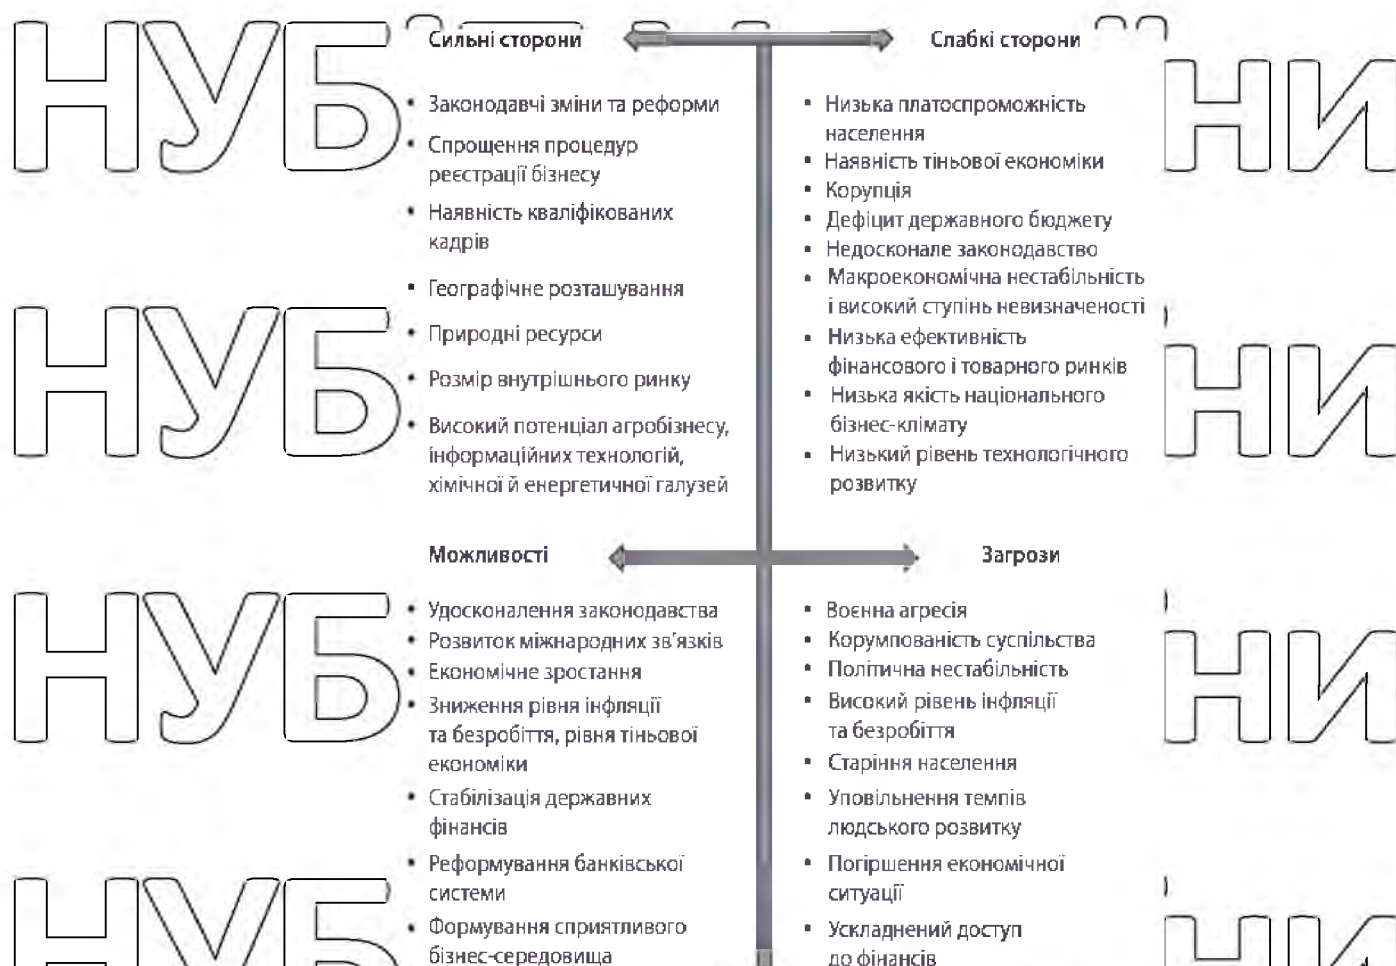 НУБ
НИ
Сильні сторони
Слабкі сторони
• Законодавчі зміни та реформи
• Спрощення процедур
реєстрації бізнесу
• Наявність кваліфікованих
кадрів
• Географічне розташування
• Природні ресурси
• Розмір внутрішнього ринку
• Високий потенціал агробізнесу,
інформаційних технологій,
хімічної й енергетичної галузей
• Низька платоспроможність
населення
• Наявність тіньової економіки
• Корупція
• Дефіцит державного бюджету
• Недосконале законодавство
• Макроекономічна нестабільність
і високий ступінь невизначеності
• Низька ефективність
фінансового і товарного ринків
• Низька якість національного
бізнес-клімату
• Низький рівень технологічного
розвитку
НУБ
НИ
Можливості
Загрози
• Удосконалення законодавства
• Розвиток міжнародних зв’язків
• Економічне зростання
• Зниження рівня інфляції
та безробіття, рівня тіньової
економіки
• Стабілізація державних
фінансів
• Реформування банківської
системи
• Формування сприятливого
бізнес-середовища
• Воєнна агресія
• Корумпованість суспільства
• Політична нестабільність
• Високий рівень інфляції
та безробіття
• Старіння населення
• Уповільнення темпів
людського розвитку
• Погіршення економічної
ситуації
• Ускладнений доступ
до фінансів
НУБ
НИ
НУБ
НИ